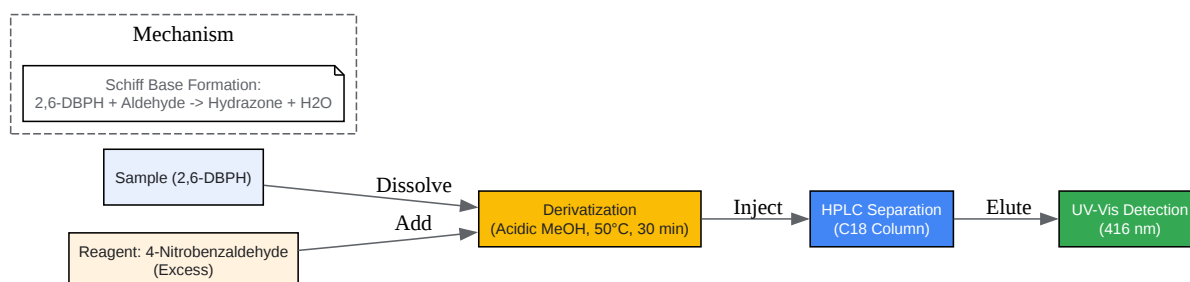 Mechanism
Schiff Base Formation:
2,6-DBPH + Aldehyde -> Hydrazone + H2O
Sample (2,6-DBPH)
Dissolve
Reagent: 4-Nitrobenzaldehyde
(Excess)
Add
Derivatization
(Acidic MeOH, 50°C, 30 min)
Inject
HPLC Separation
(C18 Column)
Elute
UV-Vis Detection
(416 nm)